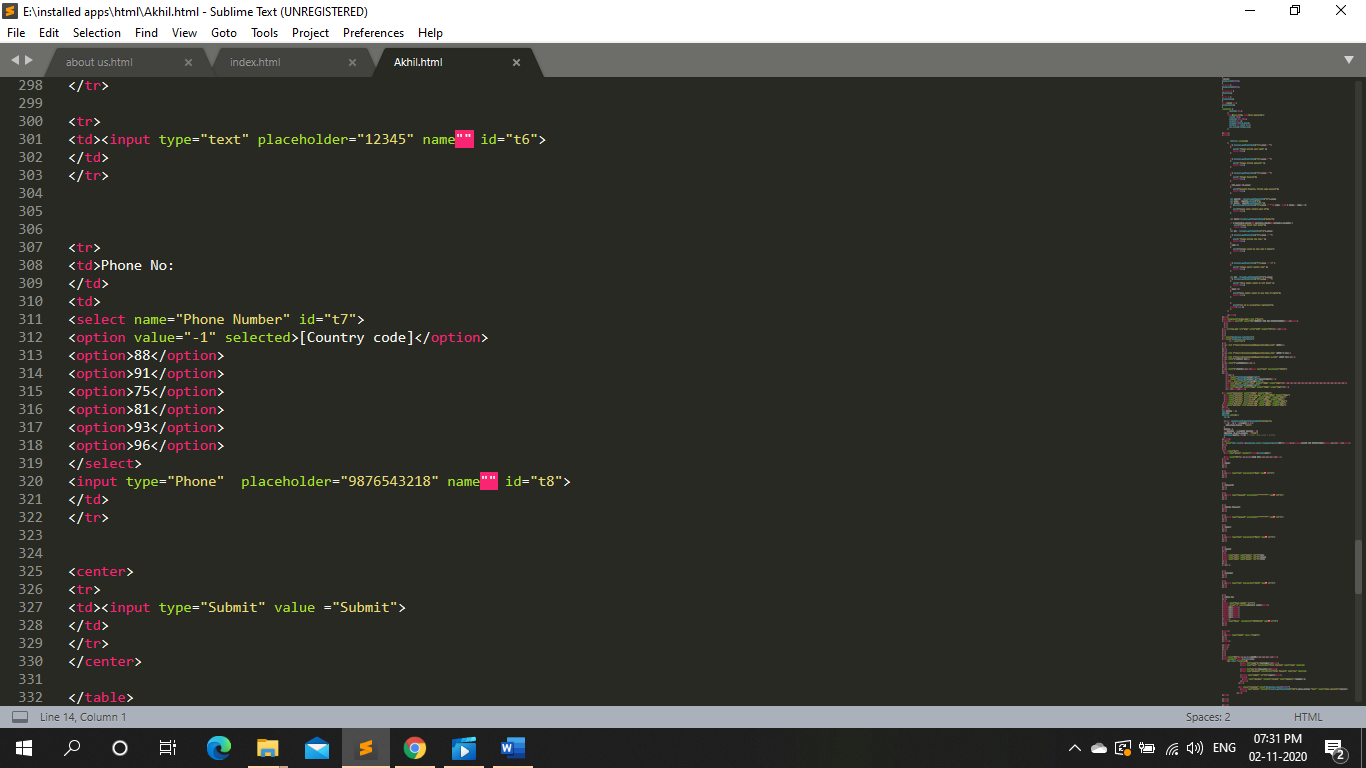 E:\installed apps\html\Akhil.html - Sublime Text (UNREGISTERED)
File Edit Selection Find View Goto Tools Project Preferences Help
about us.html index.html Akhil.html
298 </tr>
299
300 <tr>
301 <td><input type="text" placeholder="12345" name"" id="t6">
302 </td>
303 </tr>
304
305
306
307 <tr>
308 <td>Phone No:
309 </td>
310 <td>
311 <select name="Phone Number" id="t7">
312 <option value="-1" selected>[Country code]</option>
313 <option>88</option>
314 <option>91</option>
315 <option>75</option>
316 <option>81</option>
317 <option>93</option>
318 <option>96</option>
319 </select>
320 <input type="Phone"  placeholder="9876543218" name"" id="t8">
321 </td>
322 </tr>
323
324
325 <center>
326 <tr>
327 <td><input type="Submit" value ="Submit">
328 </td>
329 </tr>
330 </center>
331
332 </table>
Line 14, Column 1 Spaces: 2 HTML
ENG 07:31 PM
02-11-2020 2